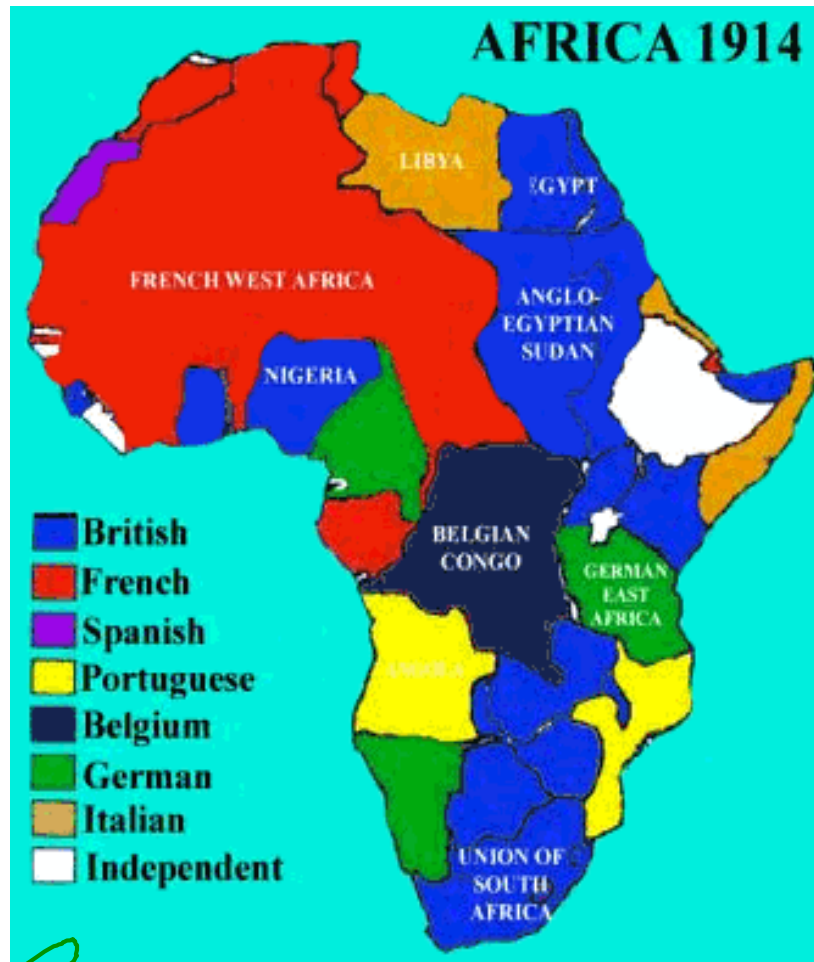 AFRICA 1914
LIBYA
EGYPT
FRENCH WEST AFRICA
ANGLO-
EGYPTIAN
SUDAN
NIGERIA
BELGIAN
CONGO
GERMAN
EAST
AFRICA
ANGOLA
UNION OF
SOUTH
AFRICA
British
French
Spanish
Portuguese
Belgium
German
Italian
Independent